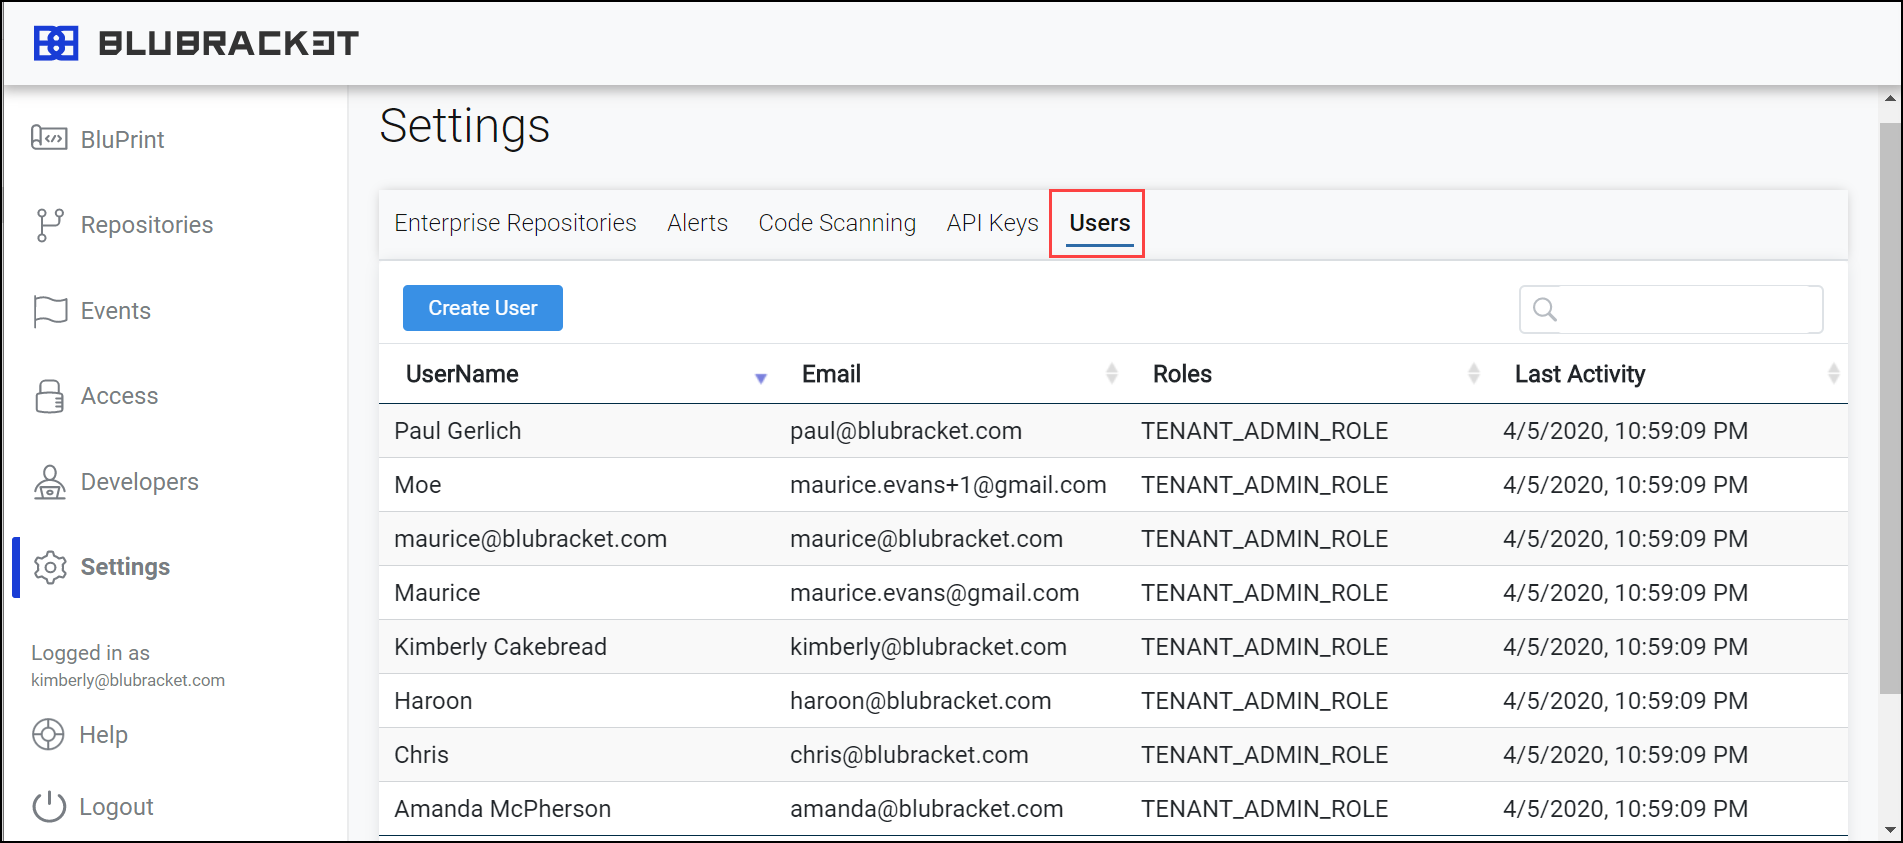 BLUBRACKET
BluPrint
Repositories
Events
Access
Developers
Settings
Logged in as
kimberly@blubracket.com
Help
Logout
Settings
Enterprise Repositories Alerts Code Scanning API Keys Users
Create User
UserName Email Roles Last Activity
Paul Gerlich paul@blubracket.com TENANT_ADMIN_ROLE 4/5/2020, 10:59:09 PM
Moe maurice.evans+1@gmail.com TENANT_ADMIN_ROLE 4/5/2020, 10:59:09 PM
maurice@blubracket.com maurice@blubracket.com TENANT_ADMIN_ROLE 4/5/2020, 10:59:09 PM
Maurice maurice.evans@gmail.com TENANT_ADMIN_ROLE 4/5/2020, 10:59:09 PM
Kimberly Cakebread kimberly@blubracket.com TENANT_ADMIN_ROLE 4/5/2020, 10:59:09 PM
Haroon haroon@blubracket.com TENANT_ADMIN_ROLE 4/5/2020, 10:59:09 PM
Chris chris@blubracket.com TENANT_ADMIN_ROLE 4/5/2020, 10:59:09 PM
Amanda McPherson amanda@blubracket.com TENANT_ADMIN_ROLE 4/5/2020, 10:59:09 PM